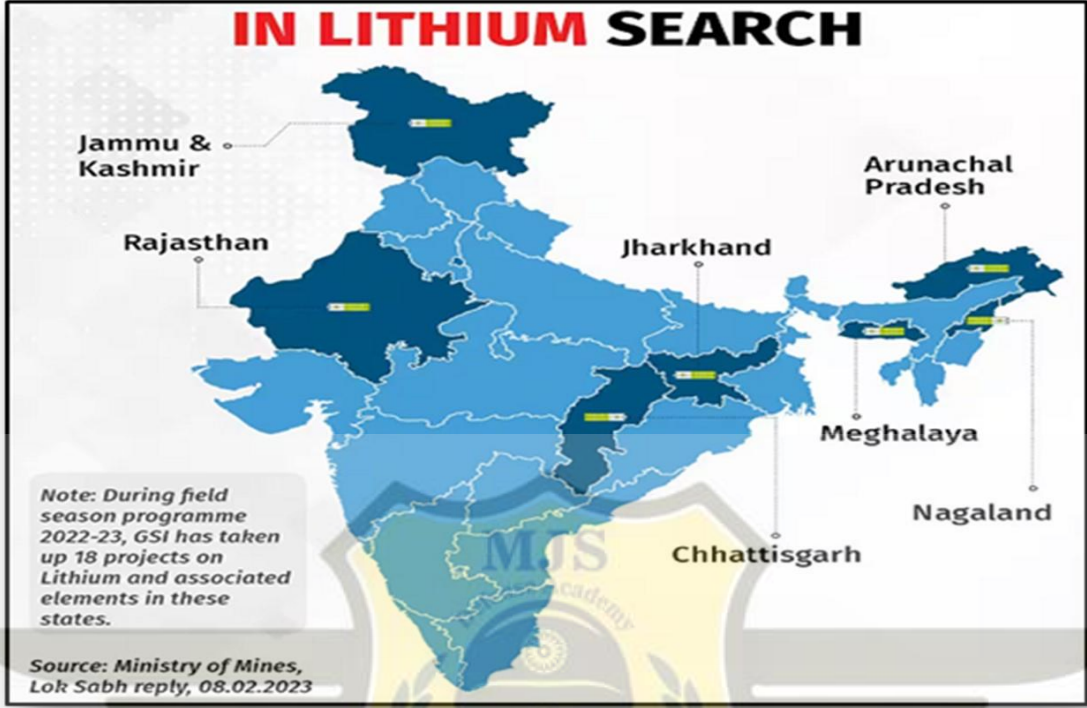 IN LITHIUM SEARCH
Jammu &
Kashmir
Arunachal
Pradesh
Rajasthan
Jharkhand
Meghalaya
Nagaland
Chhattisgarh
Note: During field
season programme
2022-23, GSI has taken
up 18 projects on
Lithium and associated
elements in these
states.
Source: Ministry of Mines,
Lok Sabh reply, 08.02.2023
MJS
Academy